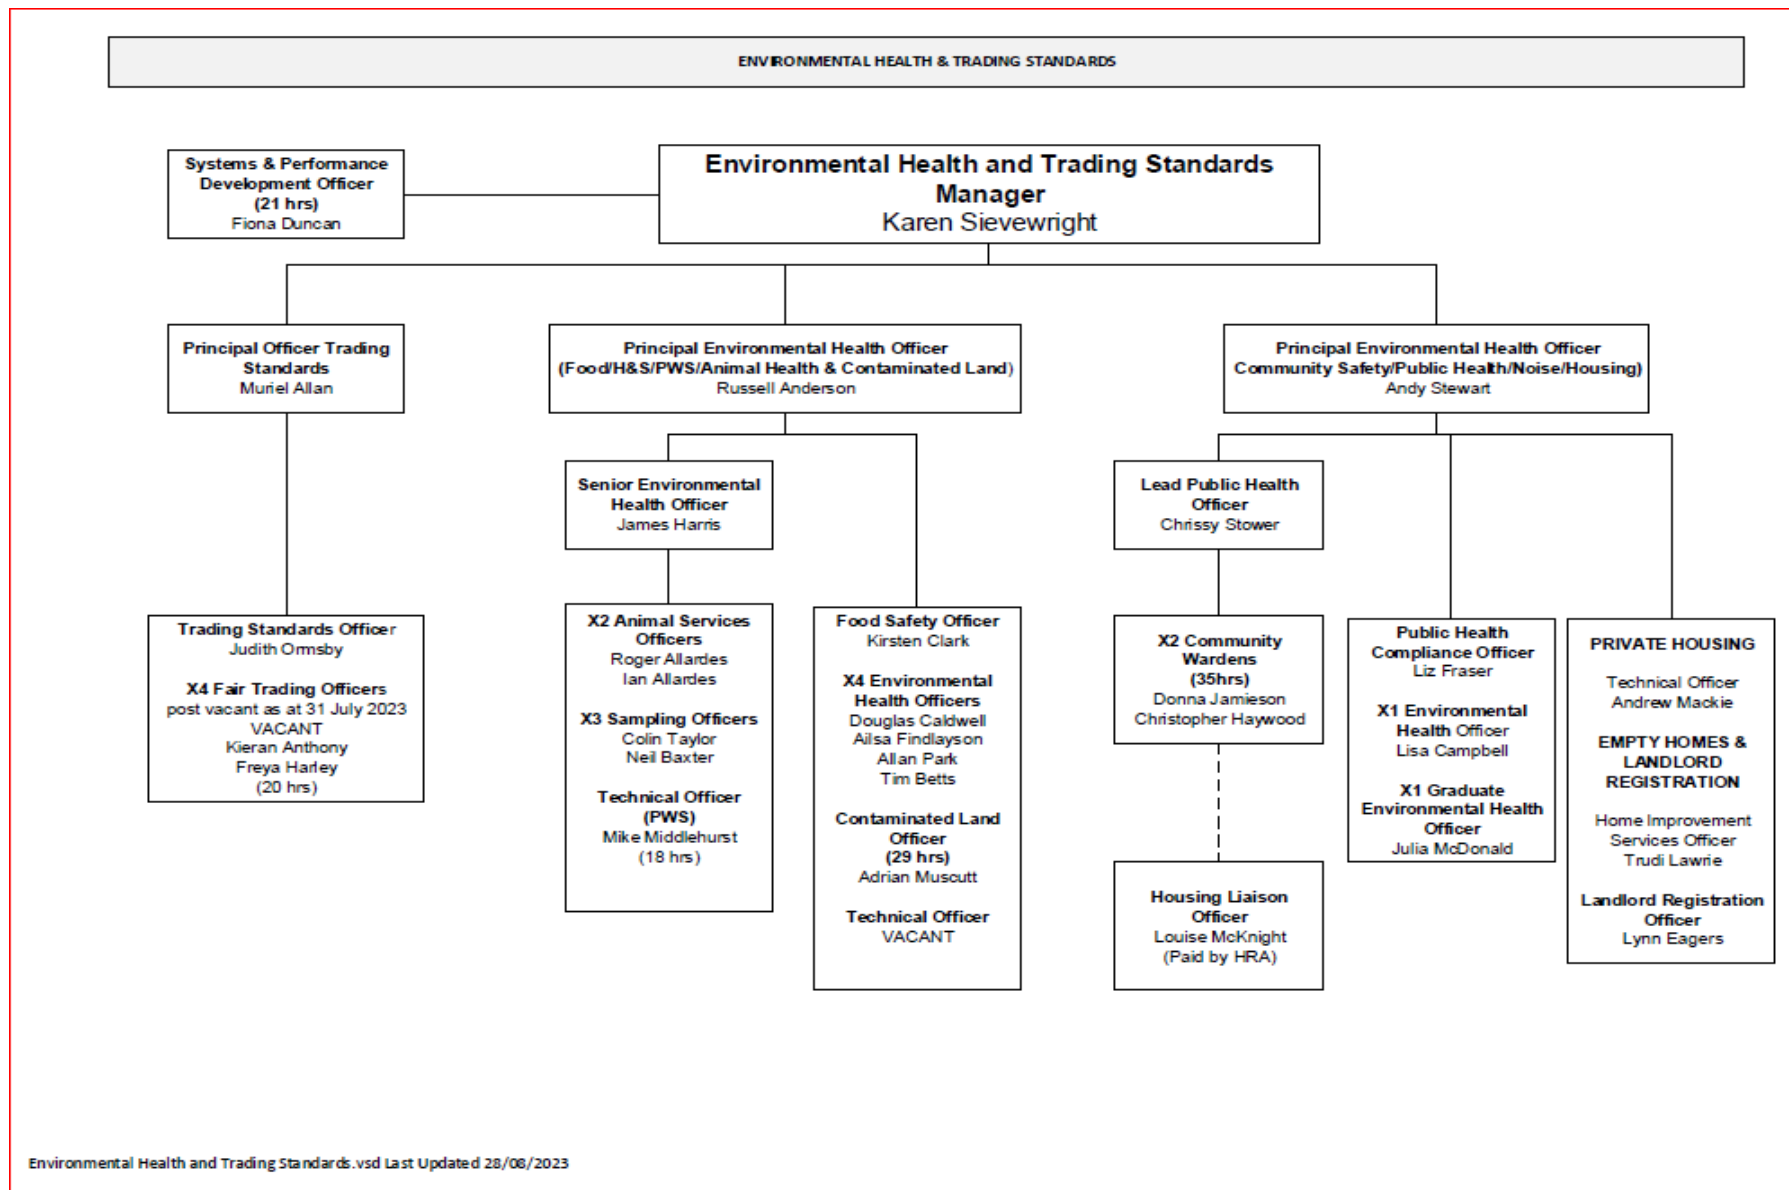 ENVIRONMENTAL HEALTH & TRADING STANDARDS
Systems & Performance
Development Officer
(21 hrs)
Fiona Duncan
Environmental Health and Trading Standards
Manager
Karen Sievewright
Principal Officer Trading
Standards
Muriel Allan
Principal Environmental Health Officer
(Food/H&S/PWS/Animal Health & Contaminated Land)
Russell Anderson
Principal Environmental Health Officer
Community Safety/Public Health/Noise/Housing)
Andy Stewart
Senior Environmental
Health Officer
James Harris
Lead Public Health
Officer
Chrissy Stower
Trading Standards Officer
Judith Ormsby
X4 Fair Trading Officers
post vacant as at 31 July 2023
VACANT
Kieran Anthony
Freya Harley
(20 hrs)
X2 Animal Services
Officers
Roger Allardes
Ian Allardes
X3 Sampling Officers
Colin Taylor
Neil Baxter
Technical Officer
(PWS)
Mike Middlehurst
(18 hrs)
Food Safety Officer
Kirsten Clark
X4 Environmental
Health Officers
Douglas Caldwell
Ailsa Findlayson
Allan Park
Tim Betts
Contaminated Land
Officer
(29 hrs)
Adrian Muscutt
Technical Officer
VACANT
X2 Community
Wardens
(35hrs)
Donna Jamieson
Christopher Haywood
Housing Liaison
Officer
Louise McKnight
(Paid by HRA)
Public Health
Compliance Officer
Liz Fraser
X1 Environmental
Health Officer
Lisa Campbell
X1 Graduate
Environmental Health
Officer
Julia McDonald
PRIVATE HOUSING
Technical Officer
Andrew Mackie
EMPTY HOMES &
LANDLORD
REGISTRATION
Home Improvement
Services Officer
Trudi Lawrie
Landlord Registration
Officer
Lynn Eagers
Environmental Health and Trading Standards.vsd Last Updated 28/08/2023